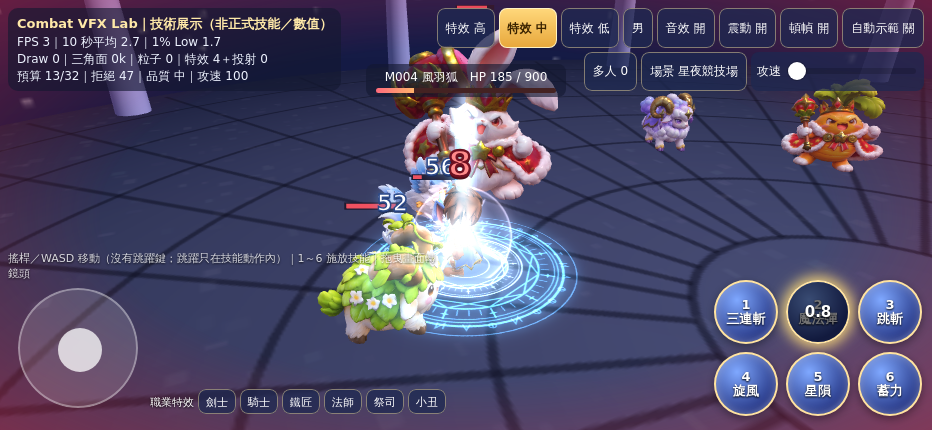 Combat VFX Lab｜技術展示（非正式技能／數值）
FPS 3｜10 秒平均 2.7｜1% Low 1.7
Draw 0｜三角面 0k｜粒子 0｜特效 4＋投射 0
預算 13/32｜拒絕 47｜品質 中｜攻速 100
特效 高
特效 中
特效 低
男
音效 開
震動 開
頓幀 開
自動示範 關
多人 0
場景 星夜競技場
攻速
M004 風羽狐 HP 185 / 900
56
8
52
搖桿／WASD 移動（沒有跳躍鍵；跳躍只在技能動作內）｜1～6 施放技能
鏡頭
1
三連斬
0.8
3
跳斬
4
旋風
5
星隕
6
蓄力
職業特效
劍士
騎士
鐵匠
法師
祭司
小丑